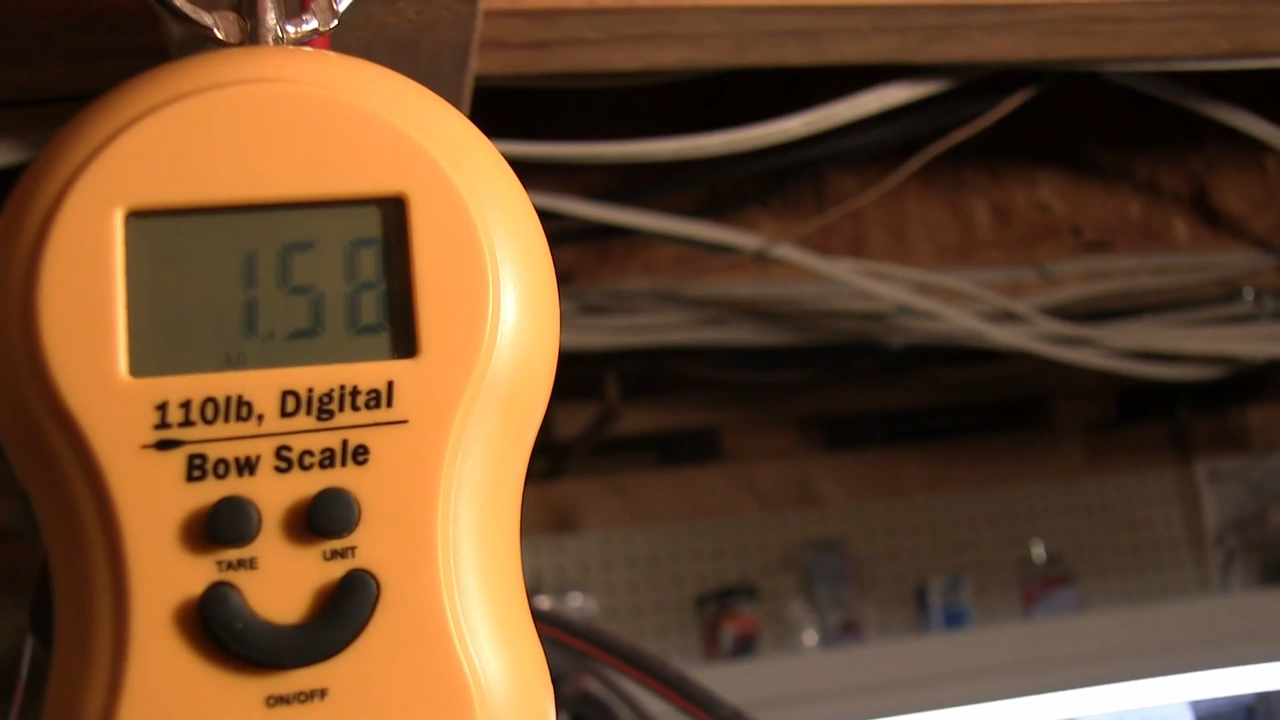 1.58
110lb, Digital
Bow Scale
TARE UNIT
ON/OFF